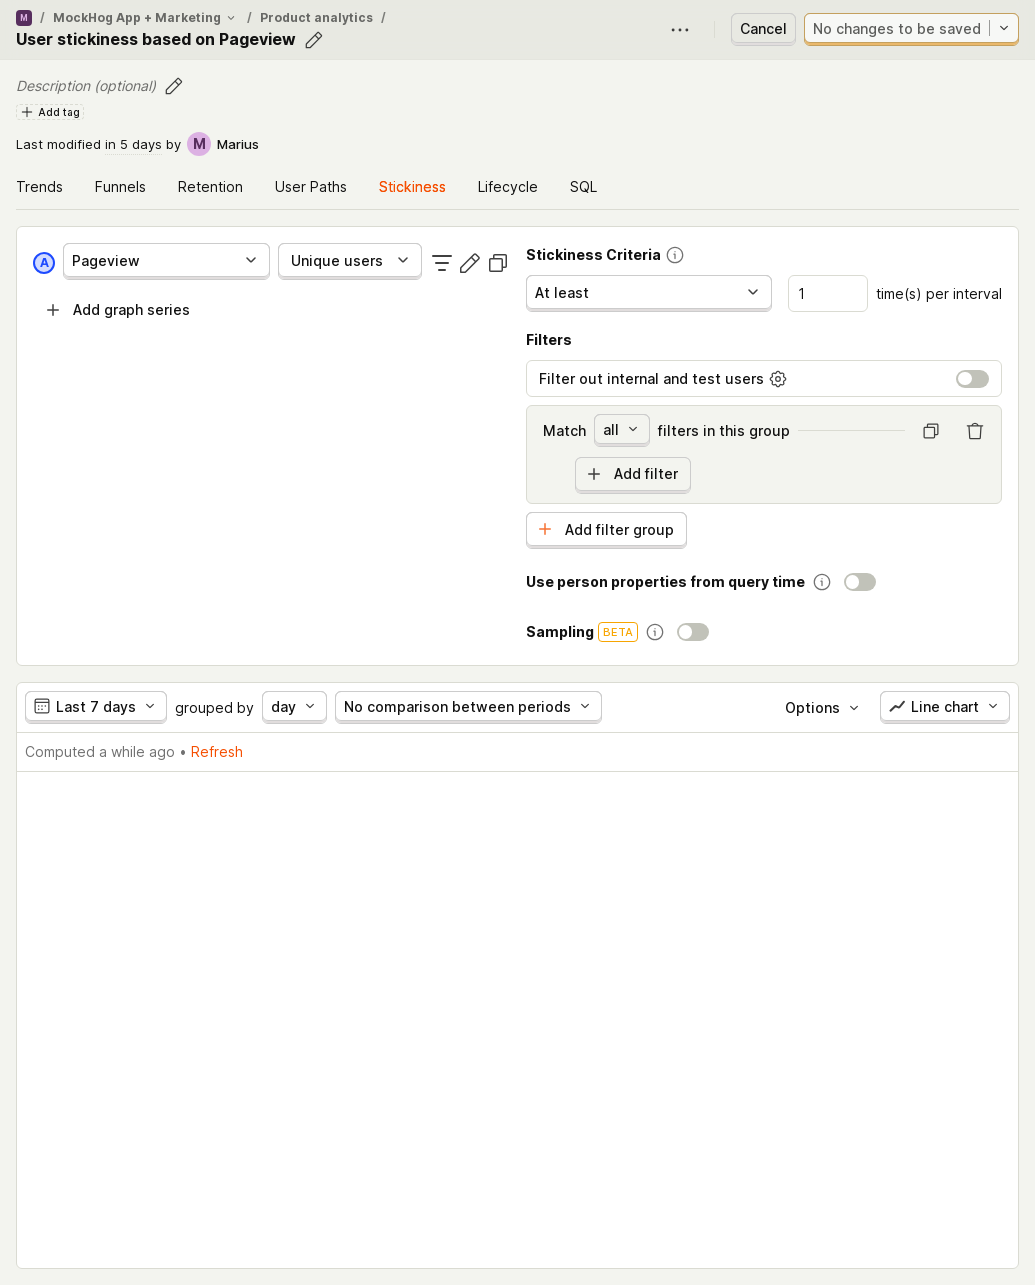 M / MockHog App + Marketing / Product analytics /
User stickiness based on Pageview
Cancel
No changes to be saved
Description (optional)
Add tag
Last modified in 5 days by M Marius
Trends Funnels Retention User Paths Stickiness Lifecycle SQL
A Pageview Unique users
Add graph series
Stickiness Criteria
At least 1 time(s) per interval
Filters
Filter out internal and test users
Match all filters in this group
Add filter
Add filter group
Use person properties from query time
Sampling BETA
Last 7 days grouped by day No comparison between periods Options Line chart
Computed a while ago • Refresh